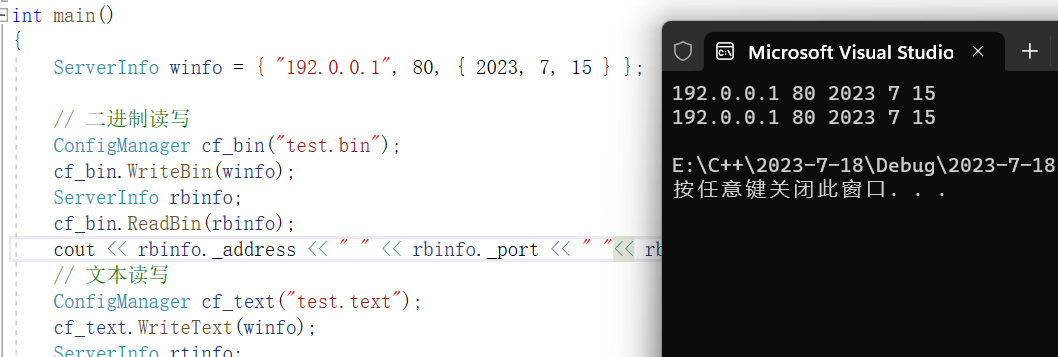 int main()
{
ServerInfo winfo = { "192.0.0.1", 80, { 2023, 7, 15 } };
// 二进制读写
ConfigManager cf_bin("test.bin");
cf_bin.WriteBin(winfo);
ServerInfo rbinfo;
cf_bin.ReadBin(rbinfo);
cout << rbinfo._address << " " << rbinfo._port << " "<< rb
// 文本读写
ConfigManager cf_text("test.text");
cf_text.WriteText(winfo);
ServerInfo rtinfo;
Microsoft Visual Studio
192.0.0.1 80 2023 7 15
192.0.0.1 80 2023 7 15
E:\C++\2023-7-18\Debug\2023-7-18
按任意键关闭此窗口. . .